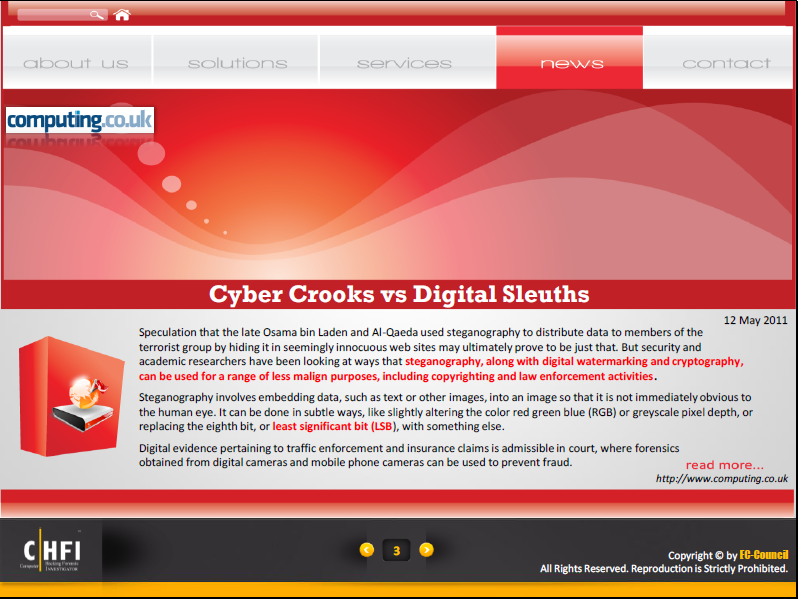 about us
solutions
services
news
contact
computing.co.uk
Cyber Crooks vs Digital Sleuths
12 May 2011
Speculation that the late Osama bin Laden and Al-Qaeda used steganography to distribute data to members of the
terrorist group by hiding it in seemingly innocuous web sites may ultimately prove to be just that. But security and
academic researchers have been looking at ways that steganography, along with digital watermarking and cryptography,
can be used for a range of less malign purposes, including copyrighting and law enforcement activities.
Steganography involves embedding data, such as text or other images, into an image so that it is not immediately obvious to
the human eye. It can be done in subtle ways, like slightly altering the color red green blue (RGB) or greyscale pixel depth, or
replacing the eighth bit, or least significant bit (LSB), with something else.
Digital evidence pertaining to traffic enforcement and insurance claims is admissible in court, where forensics
obtained from digital cameras and mobile phone cameras can be used to prevent fraud.
read more...
http://www.computing.co.uk
CHFI
Computer Hacking Forensic
INVESTIGATOR
3
Copyright © by EC-Council
All Rights Reserved. Reproduction is Strictly Prohibited.